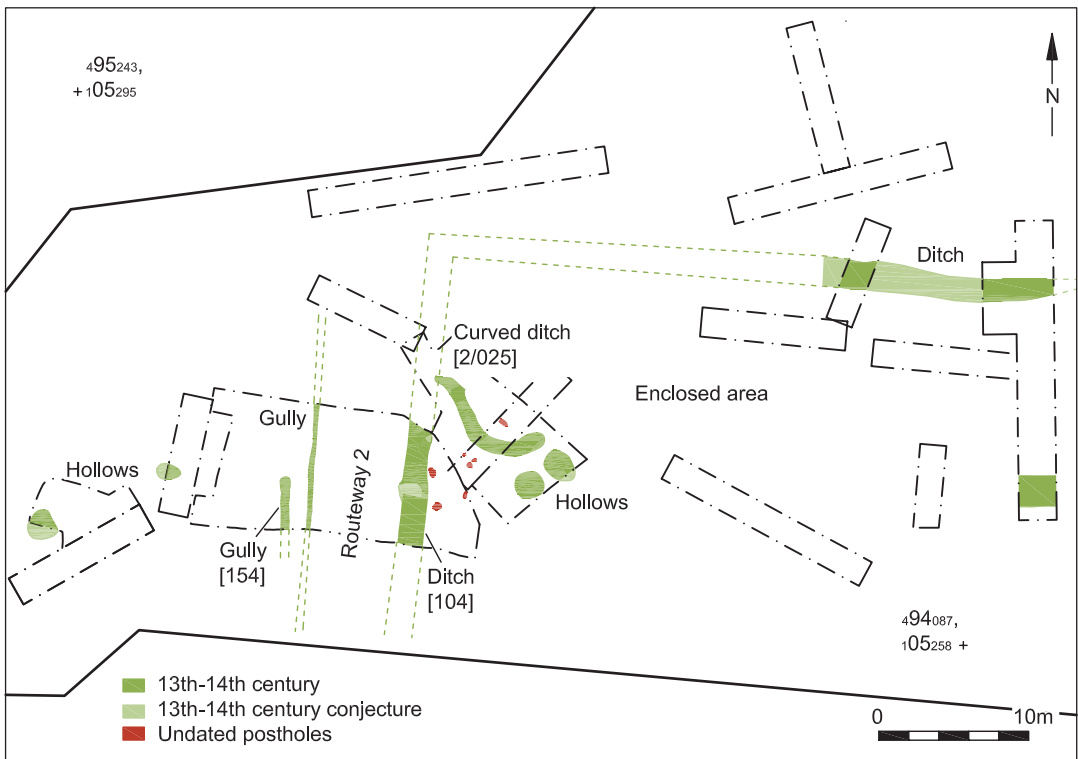 495243,
+ 105295
N
Ditch
Curved ditch
[2/025]
Enclosed area
Gully
Hollows
Routeway 2
Hollows
Gully
[154]
Ditch
[104]
494087,
105258 +
13th-14th century
13th-14th century conjecture
Undated postholes
0 10m